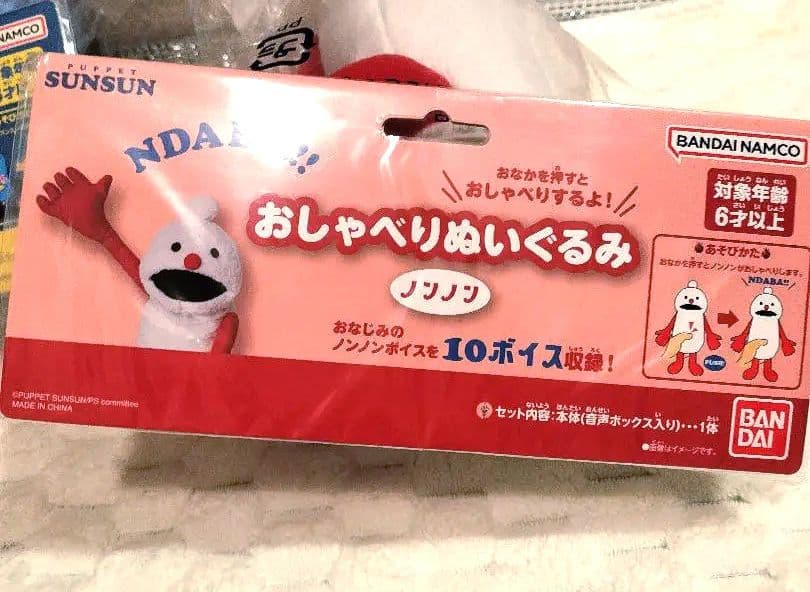 PUPPET
SUNSUN
NAMCO
NDABA!!
BANDAI NAMCO
おなかを押すと
おしゃべりするよ!
おしゃべりぬいぐるみ
ノンノン
おなじみの
ノンノンボイスを10ボイス収録!
対象年齢
6才以上
あそびかた
おなかを押すとノンノンがおしゃべりします。
NDABA!!
PUSH
©PUPPET SUNSUN/PS committee
MADE IN CHINA
セット内容:本体(音声ボックス入り)・・・1体
●画像はイメージです。
BAN
DAI